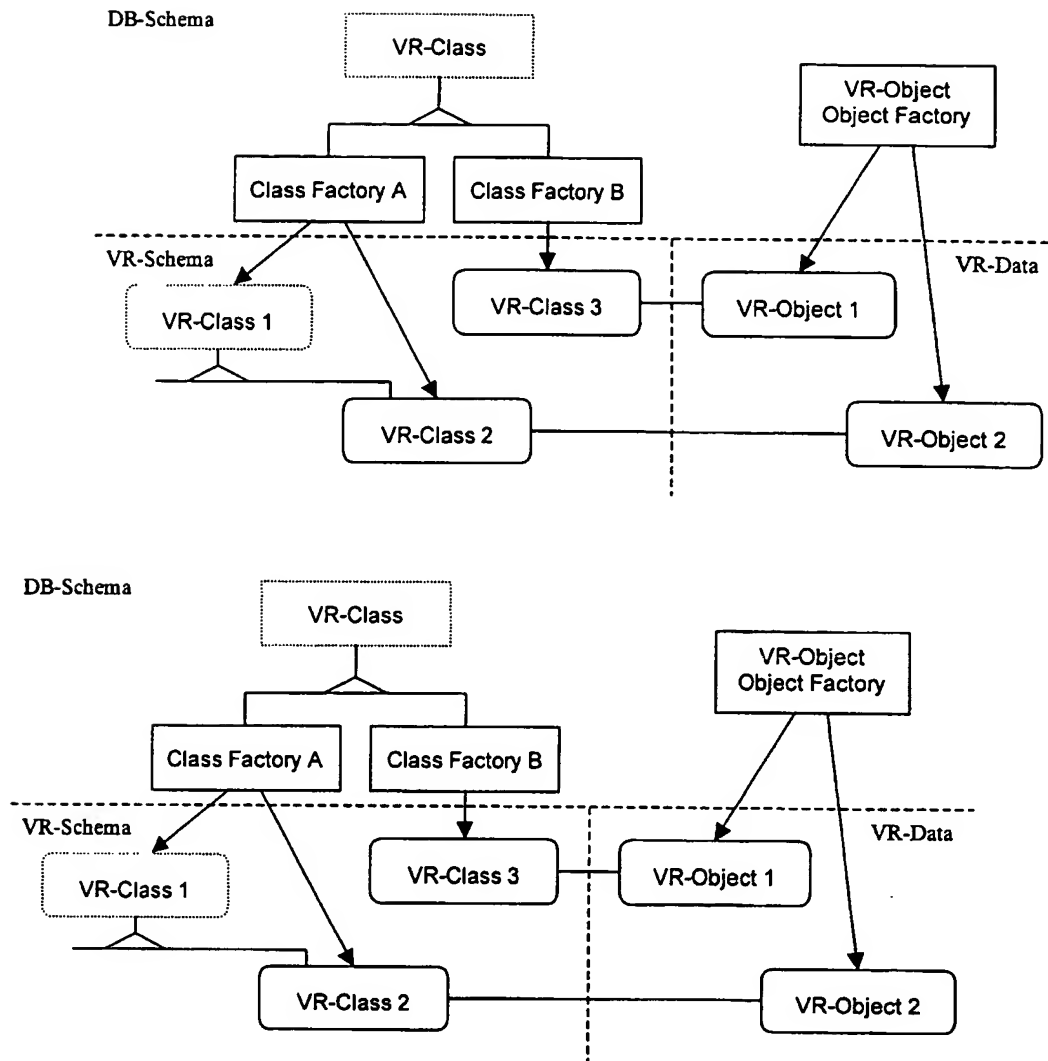 DB-Schema
VR-Class
VR-Object
Object Factory
Class Factory A
Class Factory B
VR-Schema
VR-Data
VR-Class 1
VR-Class 3
VR-Object 1
VR-Class 2
VR-Object 2
DB-Schema
VR-Class
VR-Object
Object Factory
Class Factory A
Class Factory B
VR-Schema
VR-Data
VR-Class 1
VR-Class 3
VR-Object 1
VR-Class 2
VR-Object 2